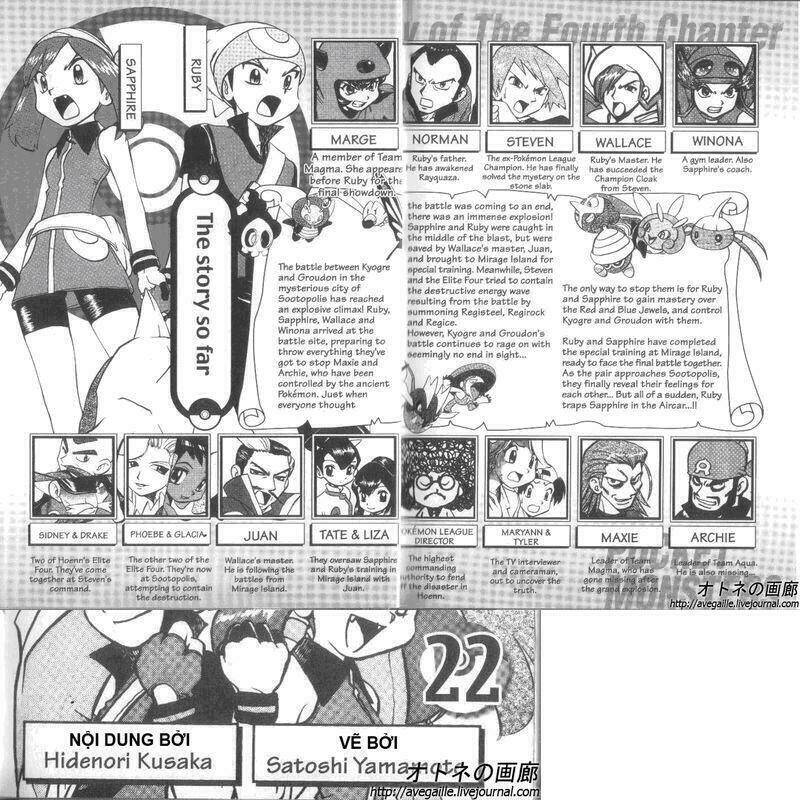 y of The Fourth Chapter
SAPPHIRE
RUBY
MARGE
A member of Team
Magma. She appears
before Ruby for the
final showdown.
NORMAN
Ruby's father.
He has awakened
Rayquaza.
STEVEN
The ex-Pokémon League
Champion. He has finally
solved the mystery on the
stone slab.
WALLACE
Ruby's Master. He
has succeeded the
Champion Cloak
from Steven.
WINONA
A gym leader. Also
Sapphire's coach.
The story so far
The battle between Kyogre
and Groudon in the
mysterious city of
Sootopolis has reached
an explosive climax! Ruby,
Sapphire, Wallace and
Winona arrived at the
battle site, preparing to
throw everything they've
got to stop Maxie and
Archie, who have been
controlled by the ancient
Pokémon. Just when
everyone thought
the battle was coming to an end,
there was an immense explosion!
Sapphire and Ruby were caught in
the middle of the blast, but were
saved by Wallace's master, Juan,
and brought to Mirage Island for
special training. Meanwhile, Steven
and the Elite Four tried to contain
the destructive energy wave
resulting from the battle by
summoning Registeel, Regirock
and Regice.
However, Kyogre and Groudon's
battle continues to rage on with
seemingly no end in sight...
The only way to stop them is for Ruby
and Sapphire to gain mastery over
the Red and Blue Jewels, and control
Kyogre and Groudon with them.
Ruby and Sapphire have completed
the special training at Mirage Island,
ready to face the final battle together.
As the pair approach Sootopolis,
they finally reveal their feelings for
each other... But all of a sudden, Ruby
traps Sapphire in the Aircar...!!
SIDNEY & DRAKE
Two of Hoenn's Elite
Four. They've come
together at Steven's
command.
PHOEBE & GLACIA
The other two of the
Elite Four. They're now
at Sootopolis,
attempting to contain
the destruction.
JUAN
Wallace's master.
He is following the
battles from
Mirage Island.
TATE & LIZA
They oversaw Sapphire
and Ruby's training in
Mirage Island with
Juan.
OKÉMON LEAGUE
DIRECTOR
The highest
authority to fend
the disaster in
Hoenn.
MARYANN &
TYLER
The TV interviewer
and cameraman,
out to uncover the
truth.
MAXIE
Leader of Team
Magma, who has
gone missing after
the grand explosion.
ARCHIE
Leader of Team Aqua.
He is also missing...
オトネの画廊
http://avegaille.livejournal.com
22
NỘI DUNG BỞI
Hidenori Kusaka
VẼ BỞI
Satoshi Yamamoto
オトネの画廊
http://avegaille.livejournal.com